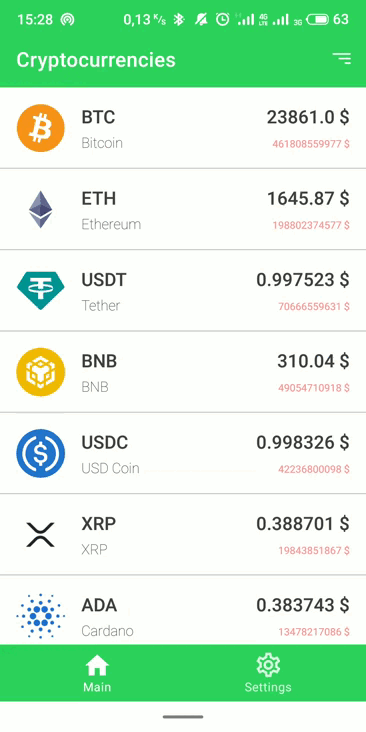 15:28 0,13 K/s 4G LTE 3G 63
Cryptocurrencies
BTC 23861.0 $
Bitcoin 461808559977 $
ETH 1645.87 $
Ethereum 198802374577 $
USDT 0.997523 $
Tether 70666559631 $
BNB 310.04 $
BNB 49054710918 $
USDC 0.998326 $
USD Coin 42236800098 $
XRP 0.388701 $
XRP 19843851867 $
ADA 0.383743 $
Cardano 13478217086 $
Main Settings